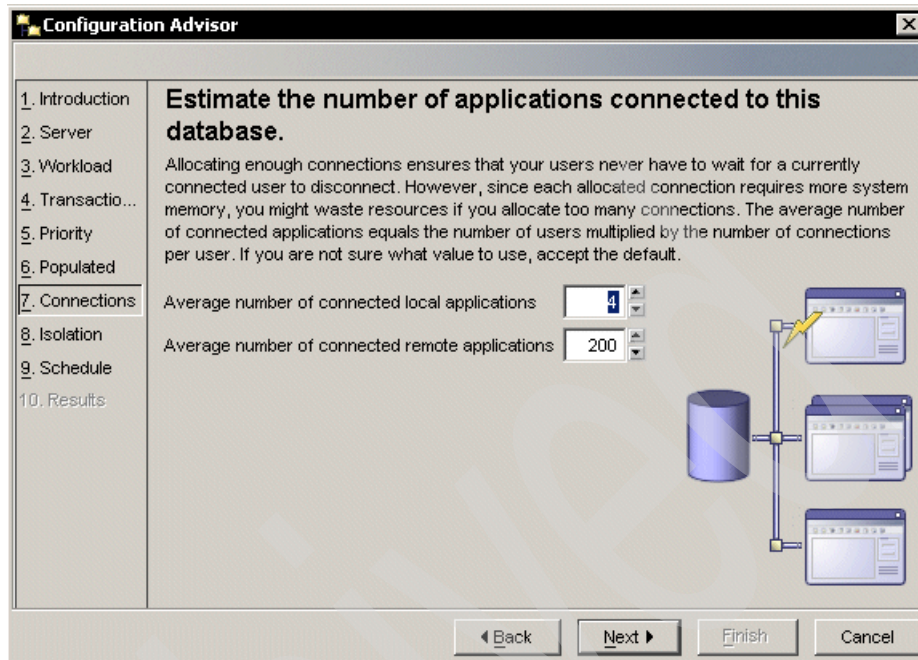 Configuration Advisor
1. Introduction
2. Server
3. Workload
4. Transactio...
5. Priority
6. Populated
7. Connections
8. Isolation
9. Schedule
10. Results
Estimate the number of applications connected to this
database.
Allocating enough connections ensures that your users never have to wait for a currently
connected user to disconnect. However, since each allocated connection requires more system
memory, you might waste resources if you allocate too many connections. The average number
of connected applications equals the number of users multiplied by the number of connections
per user. If you are not sure what value to use, accept the default.
Average number of connected local applications 4
Average number of connected remote applications 200
Back Next Finish Cancel